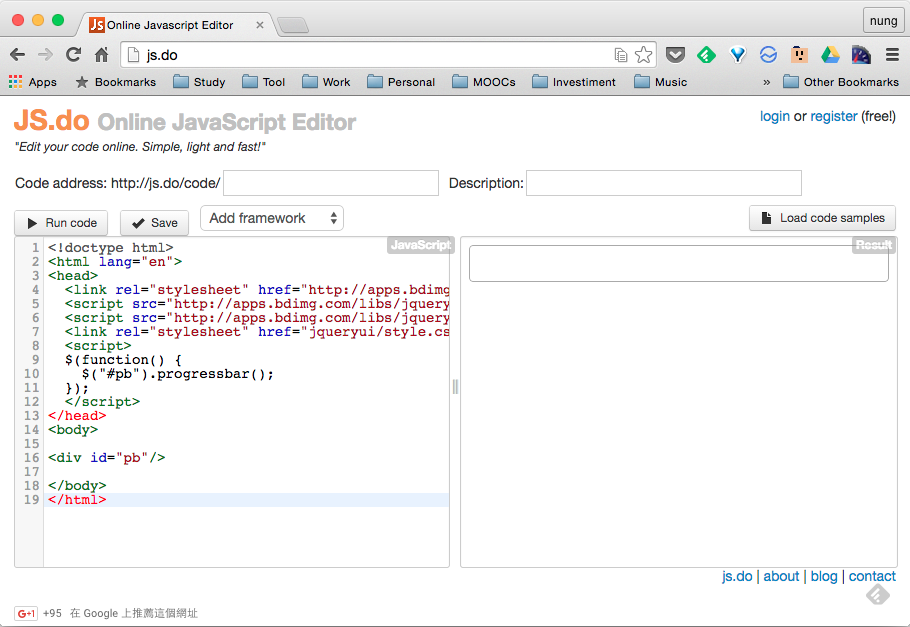 JS Online Javascript Editor
nung
js.do
Apps Bookmarks Study Tool Work Personal MOOCs Investiment Music » Other Bookmarks
JS.do Online JavaScript Editor
login or register (free!)
"Edit your code online. Simple, light and fast!"
Code address: http://js.do/code/ Description:
Run code Save Add framework Load code samples
JavaScript
Result
1 <!doctype html>
2 <html lang="en">
3 <head>
4 <link rel="stylesheet" href="http://apps.bdimg
5 <script src="http://apps.bdimg.com/libs/jquery
6 <script src="http://apps.bdimg.com/libs/jquery
7 <link rel="stylesheet" href="jqueryui/style.cs
8 <script>
9 $(function() {
10 $("#pb").progressbar();
11 });
12 </script>
13 </head>
14 <body>
15
16 <div id="pb"/>
17
18 </body>
19 </html>
js.do | about | blog | contact
G+1 +95 在 Google 上推薦這個網址